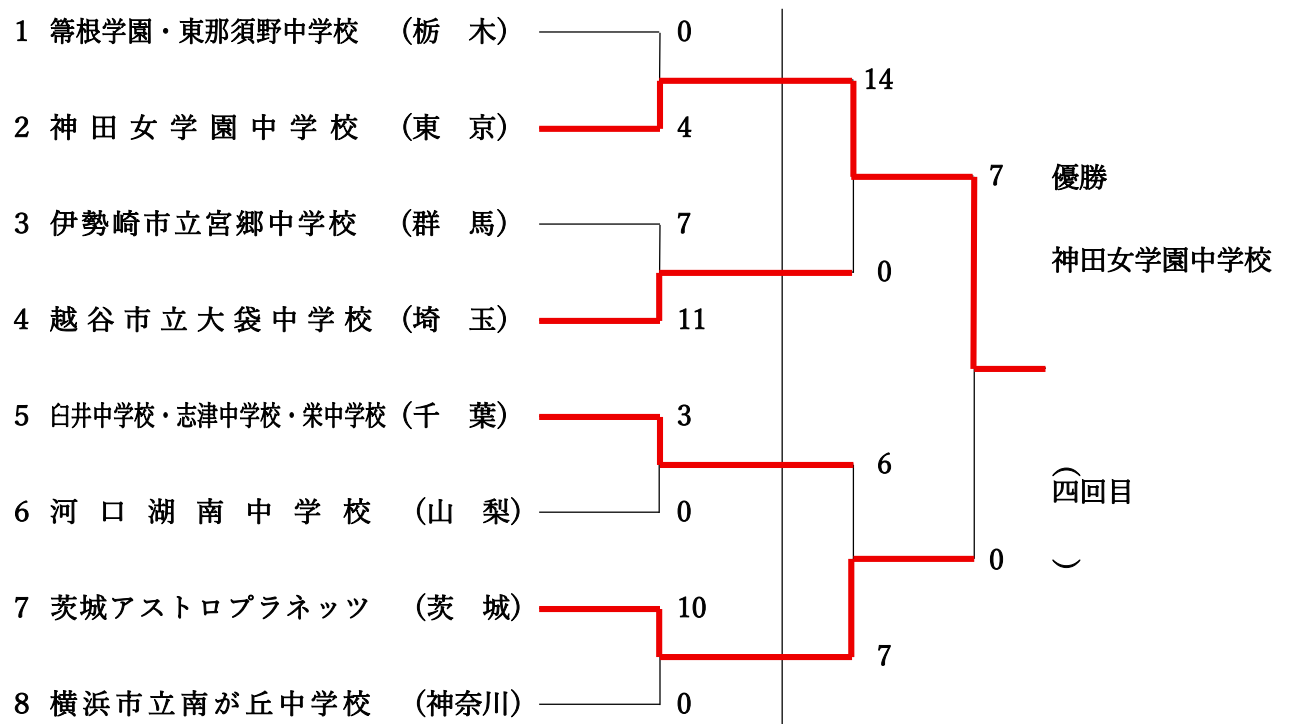 1 箒根学園・東那須野中学校 （栃 木） 0
14
2 神田女学園中学校 （東 京） 4
7 優勝
3 伊勢崎市立宮郷中学校 （群 馬） 7
神田女学園中学校
0
4 越谷市立大袋中学校 （埼 玉） 11
5 臼井中学校・志津中学校・栄中学校 （千 葉） 3
6
（四回目）
6 河口湖南中学校 （山 梨） 0
0
7 茨城アストロプラネッツ （茨 城） 10
7
8 横浜市立南が丘中学校 （神奈川） 0